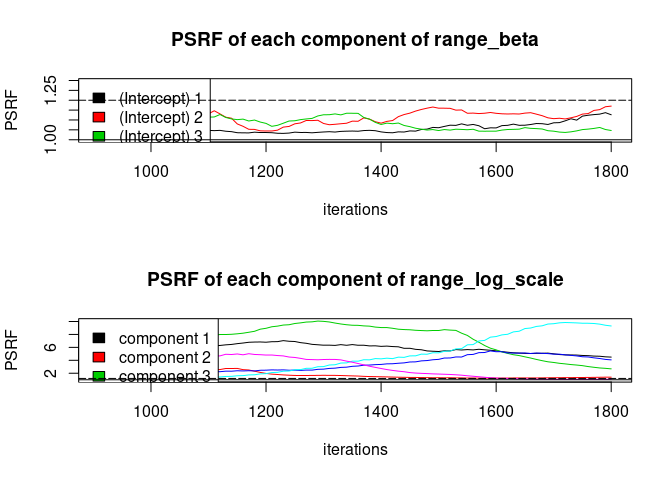 PSRF of each component of range_beta
PSRF
1.00 1.25
(Intercept) 1
(Intercept) 2
(Intercept) 3
1000 1200 1400 1600 1800
iterations
PSRF of each component of range_log_scale
PSRF
2 6
component 1
component 2
component 3
1000 1200 1400 1600 1800
iterations